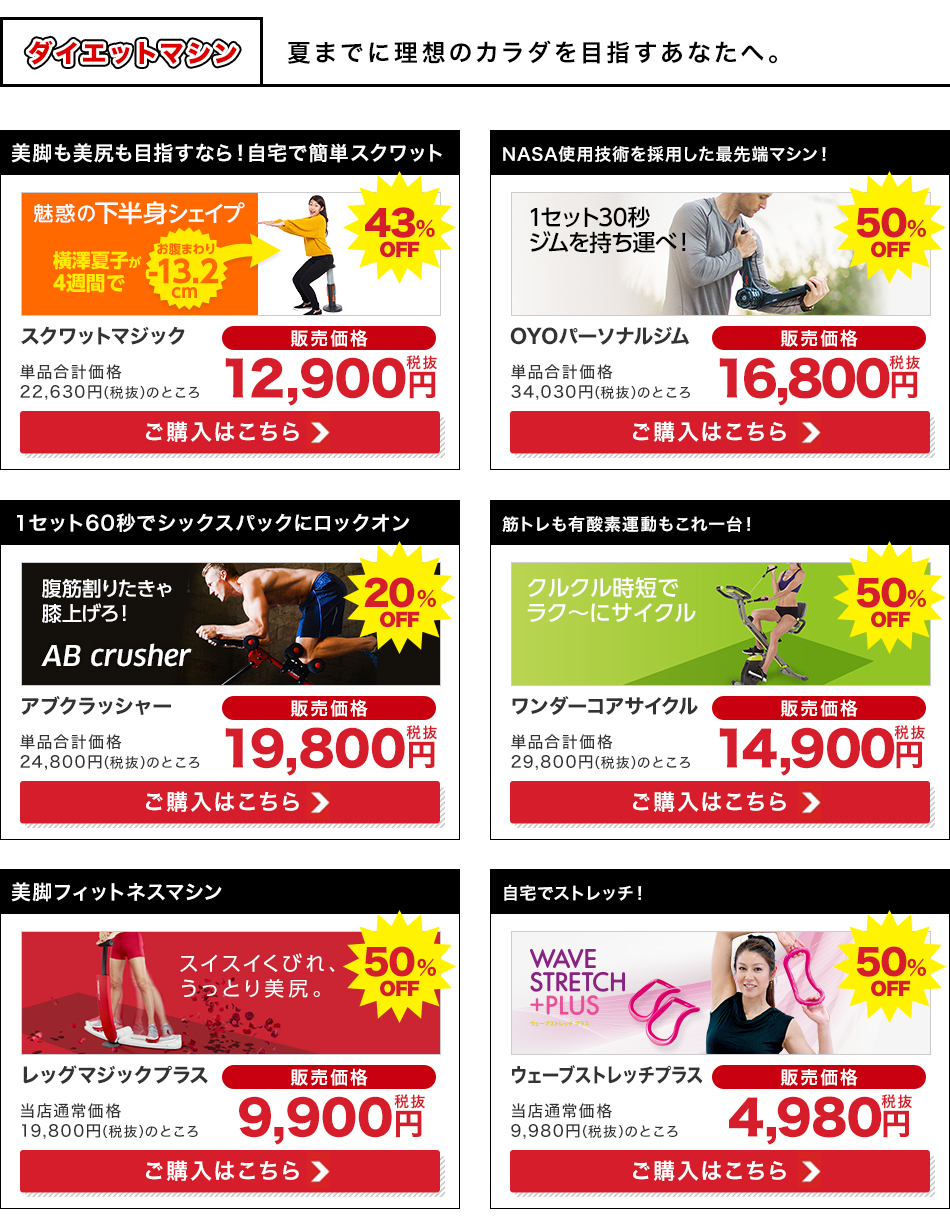 ダイエットマシン
夏までに理想のカラダを目指すあなたへ。
美脚も美尻も目指すなら！自宅で簡単スクワット
魅惑の下半身シェイプ
横澤夏子が
4週間で
お腹まわり
-13.2
cm
43%
OFF
スクワットマジック
販売価格
単品合計価格
22,630円(税抜)のところ
12,900円税抜
ご購入はこちら
NASA使用技術を採用した最先端マシン！
1セット30秒
ジムを持ち運べ！
50%
OFF
OYOパーソナルジム
販売価格
単品合計価格
34,030円(税抜)のところ
16,800円税抜
ご購入はこちら
1セット60秒でシックスパックにロックオン
腹筋割りたきゃ
膝上げろ！
AB crusher
20%
OFF
アブクラッシャー
販売価格
単品合計価格
24,800円(税抜)のところ
19,800円税抜
ご購入はこちら
筋トレも有酸素運動もこれ一台！
クルクル時短で
ラク〜にサイクル
50%
OFF
ワンダーコアサイクル
販売価格
単品合計価格
29,800円(税抜)のところ
14,900円税抜
ご購入はこちら
美脚フィットネスマシン
スイスイくびれ、
うっとり美尻。
50%
OFF
レッグマジックプラス
販売価格
当店通常価格
19,800円(税抜)のところ
9,900円税抜
ご購入はこちら
自宅でストレッチ！
WAVE
STRETCH
+PLUS
ウェーブストレッチ プラス
50%
OFF
ウェーブストレッチプラス
販売価格
当店通常価格
9,980円(税抜)のところ
4,980円税抜
ご購入はこちら